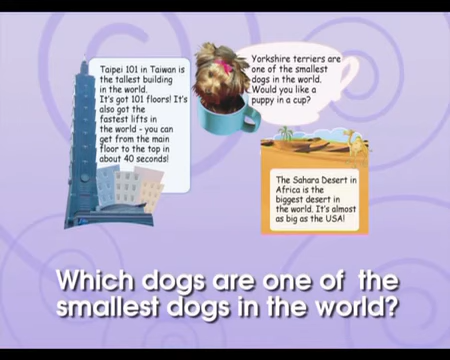 Taipei 101 in Taiwan is
the tallest building
in the world.
It's got 101 floors! It's
also got the
fastest lifts in
the world - you can
get from the main
floor to the top in
about 40 seconds!
Yorkshire terriers are
one of the smallest
dogs in the world.
Would you like a
puppy in a cup?
The Sahara Desert in
Africa is the
biggest desert in
the world. It's almost
as big as the USA!
Which dogs are one of the
smallest dogs in the world?